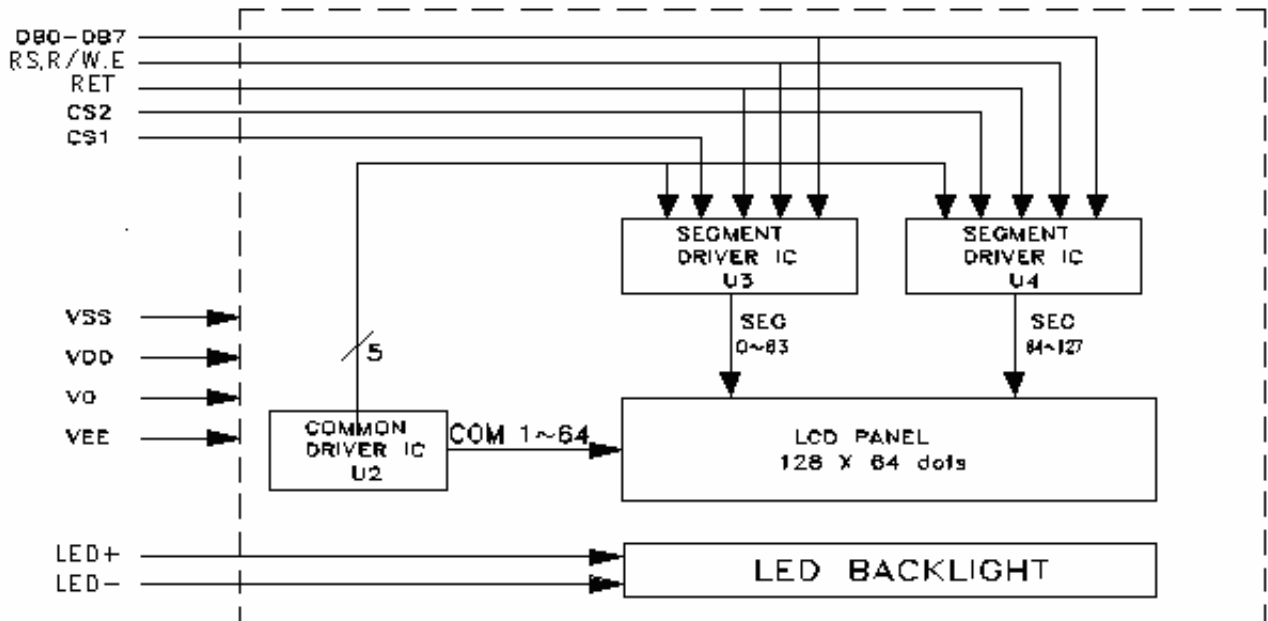 DB0-DB7
RS,R/W.E
RET
CS2
CS1
SEGMENT
DRIVER IC
U3
SEGMENT
DRIVER IC
U4
VSS
VDD
VO
VEE
5
SEG
0~63
SEG
64~127
COMMON
DRIVER IC
U2
COM 1~64
LCD PANEL
128 X 64 dots
LED+
LED-
LED BACKLIGHT